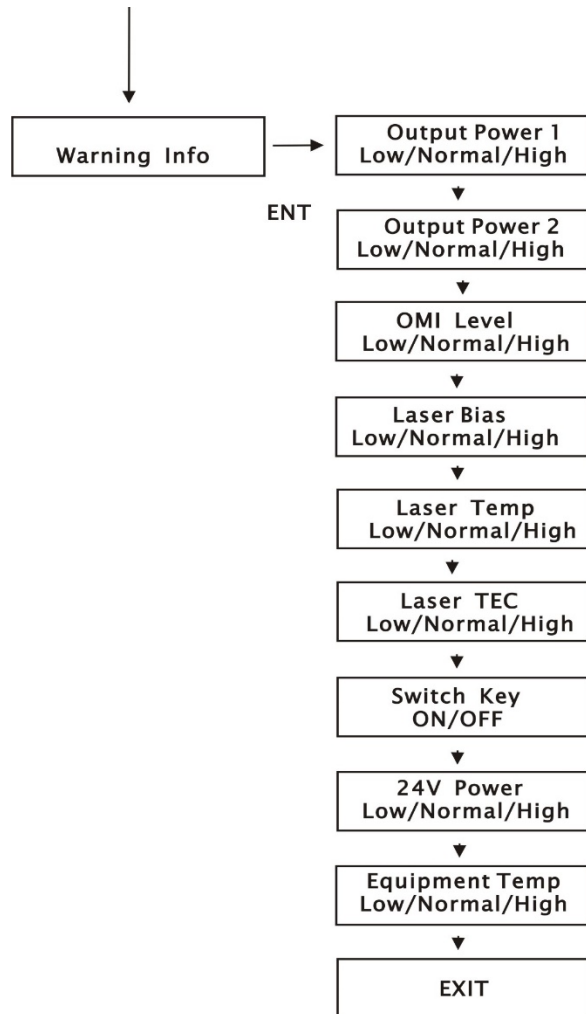 Warning Info
ENT
Output Power 1
Low/Normal/High
Output Power 2
Low/Normal/High
OMI Level
Low/Normal/High
Laser Bias
Low/Normal/High
Laser Temp
Low/Normal/High
Laser TEC
Low/Normal/High
Switch Key
ON/OFF
24V Power
Low/Normal/High
Equipment Temp
Low/Normal/High
EXIT